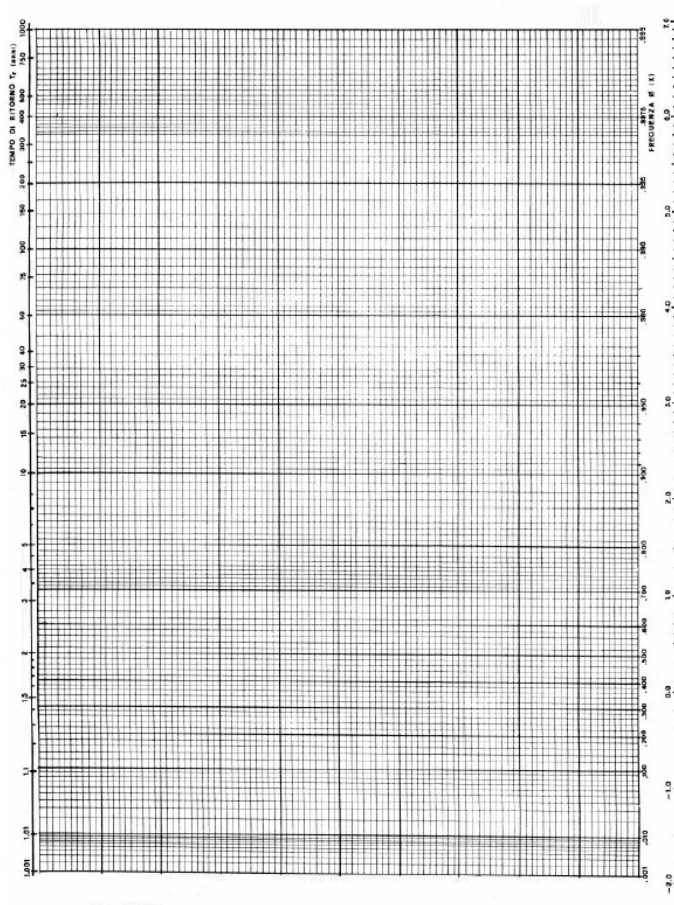 TEMPO DI RITORNO Tr (anni)
1.001 1.01 1.1 1.5 2 3 4 5 10 15 20 25 30 40 50 75 100 150 200 300 400 500 750 1000
.001 .010 .100 .200 .300 .400 .500 .600 .700 .800 .900 .950 .980 .990 .995 .9975 .999
FREQUENZA Ø (X)
-2.0 -1.0 0.0 1.0 2.0 3.0 4.0 5.0 6.0 7.0